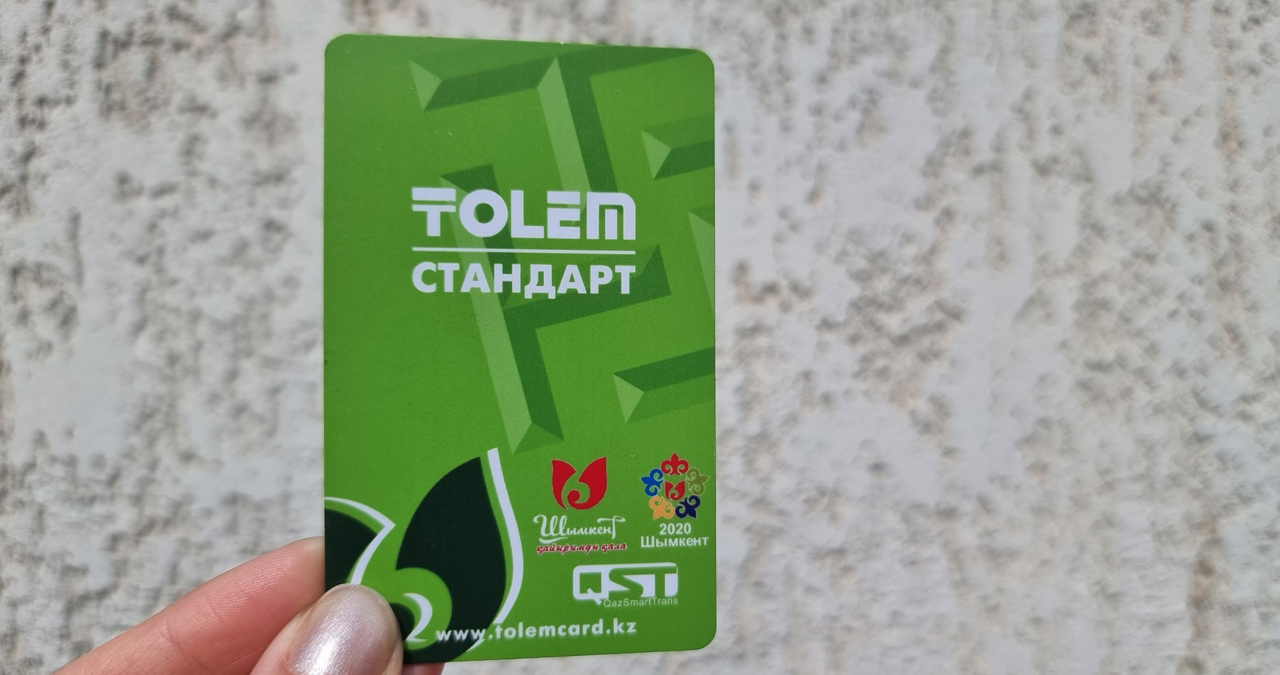 TOLEM
СТАНДАРТ
Шымкент
қайырымды қала
2020
Шымкент
QST
QazSmartTrans
www.tolemcard.kz